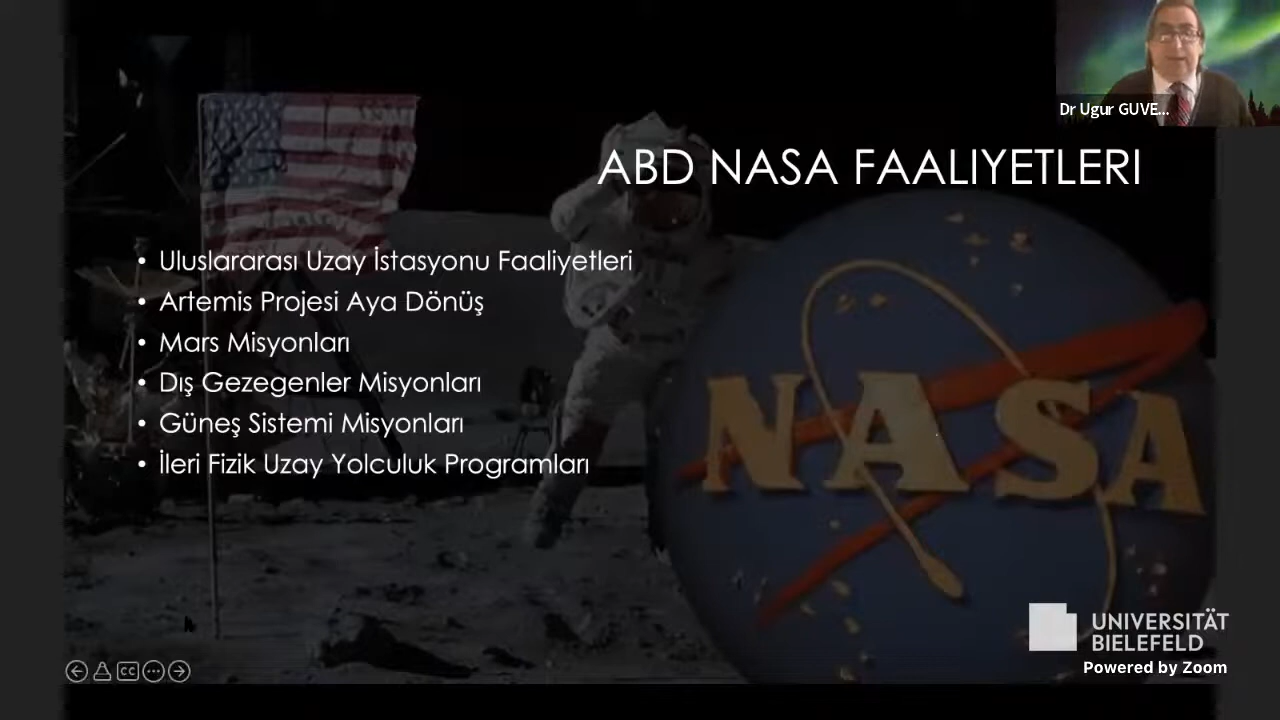 Dr Ugur GUVE...
ABD NASA FAALIYETLERI
• Uluslararası Uzay İstasyonu Faaliyetleri
• Artemis Projesi Aya Dönüş
• Mars Misyonları
• Dış Gezegenler Misyonları
• Güneş Sistemi Misyonları
• İleri Fizik Uzay Yolculuk Programları
NASA
UNIVERSITÄT
BIELEFELD
Powered by Zoom
CC